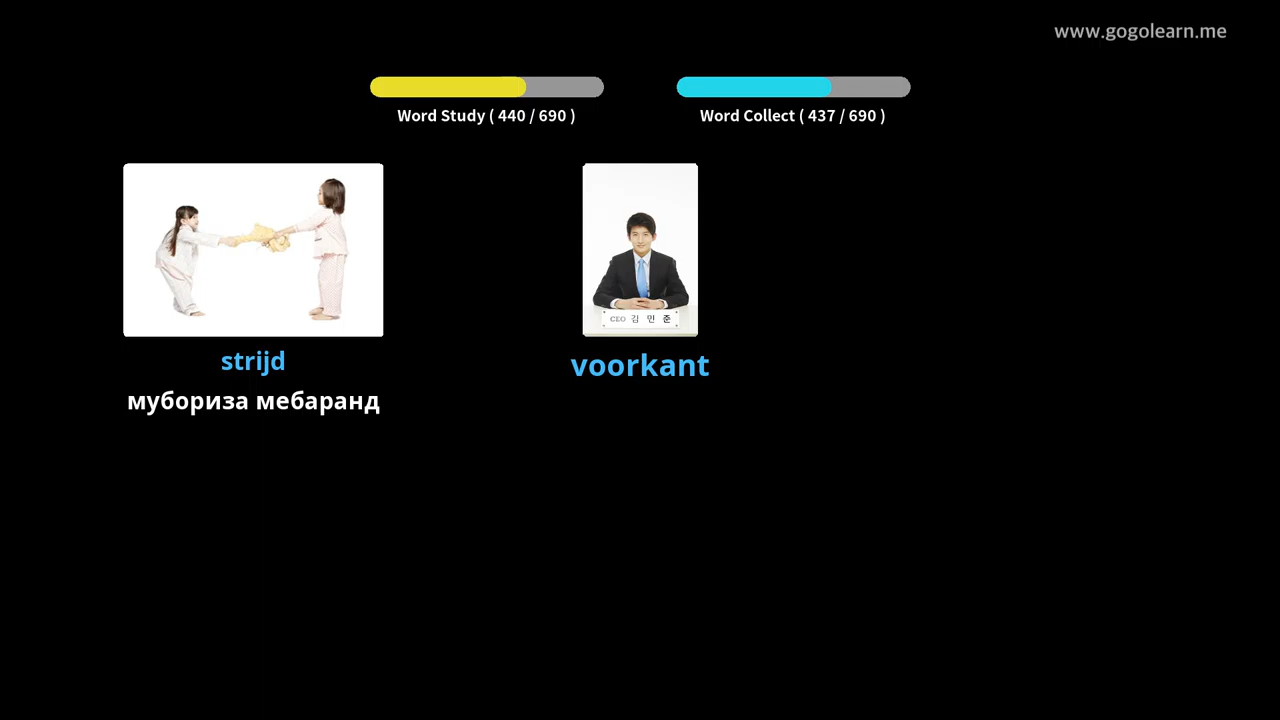 www.gogolearn.me
Word Study ( 440 / 690 )
Word Collect ( 437 / 690 )
CEO 김 민 준
strijd
voorkant
мубориза мебаранд